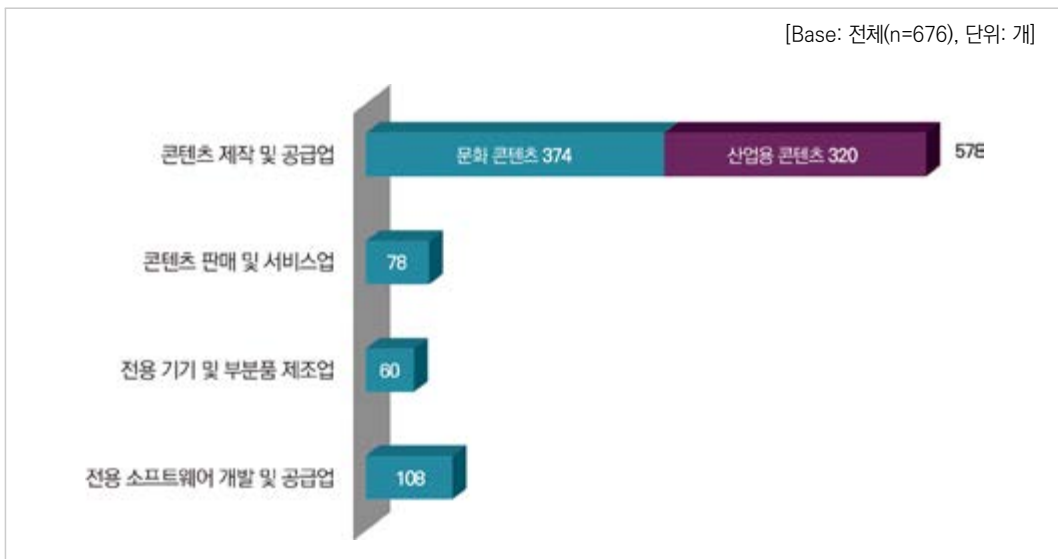 [Base: 전체(n=676), 단위: 개]
콘텐츠 제작 및 공급업 문화 콘텐츠 374 산업용 콘텐츠 320 578
콘텐츠 판매 및 서비스업 78
전용 기기 및 부분품 제조업 60
전용 소프트웨어 개발 및 공급업 108